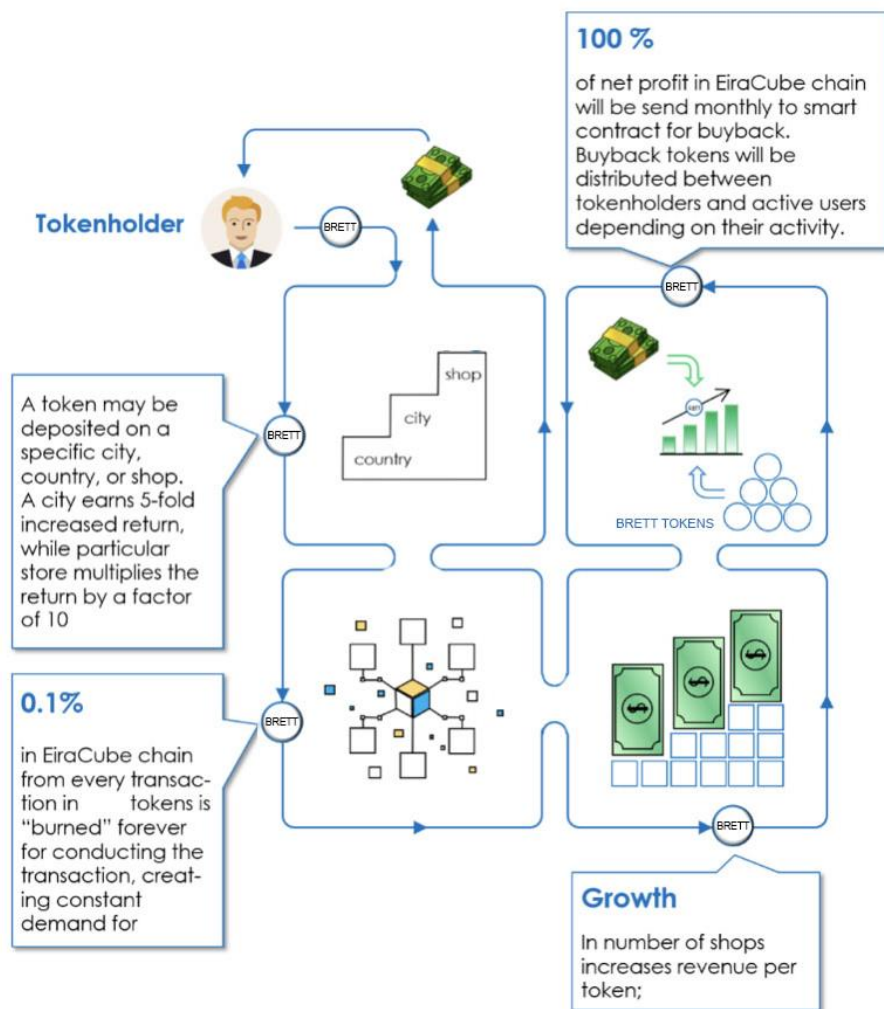 100 %
of net profit in EiraCube chain
will be send monthly to smart
contract for buyback.
Buyback tokens will be
distributed between
tokenholders and active users
depending on their activity.
Tokenholder
BRETT
BRETT
shop
city
country
A token may be
deposited on a
specific city,
country, or shop.
A city earns 5-fold
increased return,
while particular
store multiplies the
return by a factor
of 10
BRETT
BRETT TOKENS
0.1%
in EiraCube chain
from every transac-
tion in tokens is
“burned” forever
for conducting the
transaction, creat-
ing constant
demand for
BRETT
BRETT
Growth
In number of shops
increases revenue per
token;